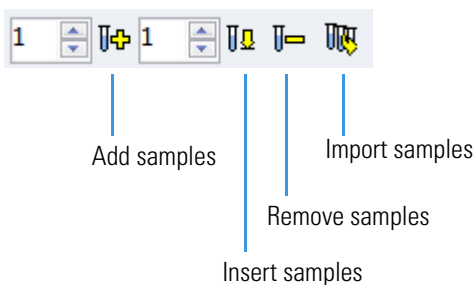 1 1
Add samples
Import samples
Remove samples
Insert samples